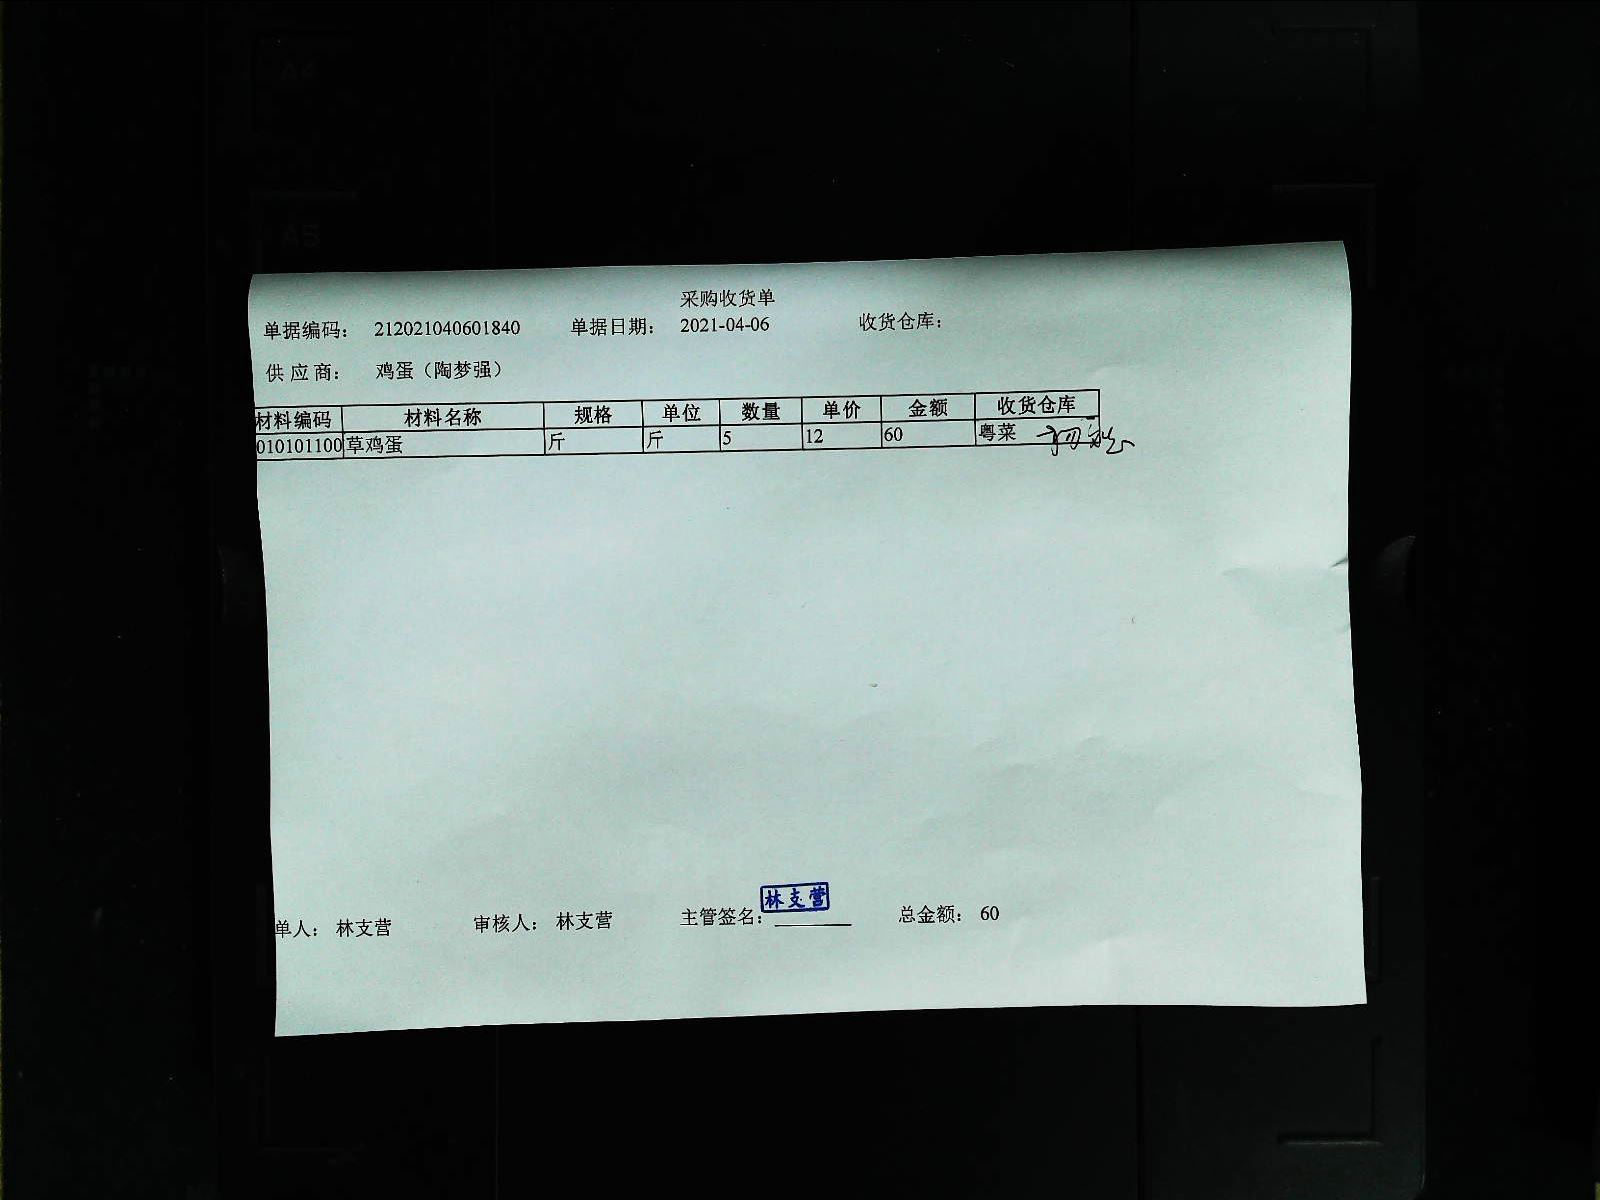 采购收货单
单据编码： 212021040601840 单据日期： 2021-04-06 收货仓库：
供应商： 鸡蛋（陶梦强）
材料编码 材料名称 规格 单位 数量 单价 金额 收货仓库
010101100 草鸡蛋 斤 斤 5 12 60 粤菜
林支营
单人： 林支营 审核人： 林支营 主管签名： 总金额： 60
A5